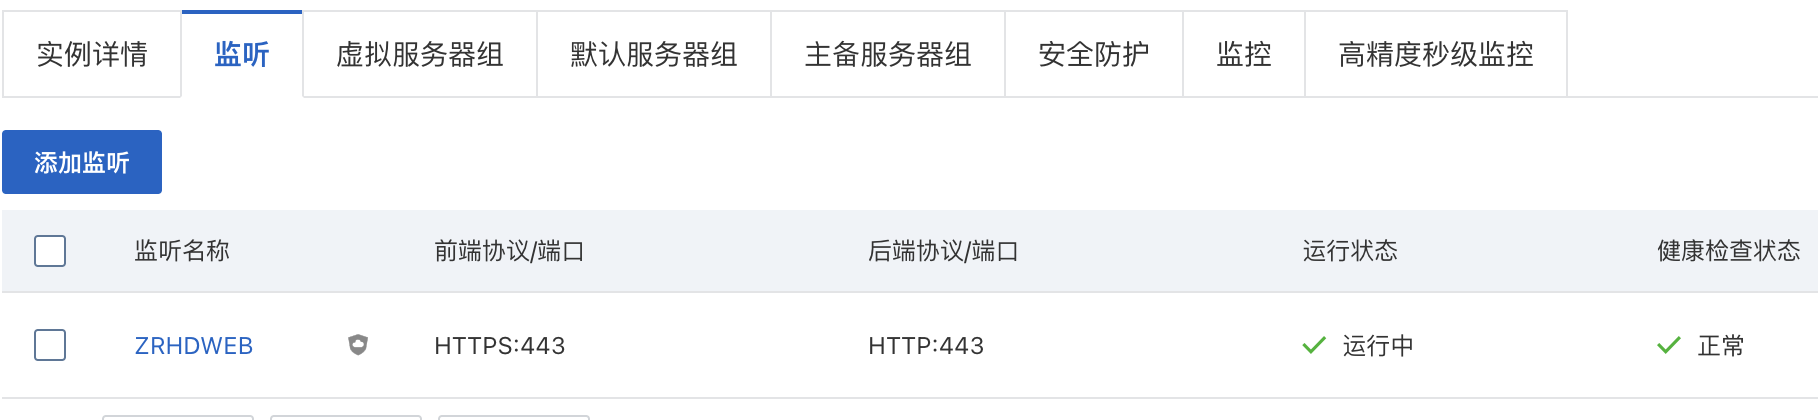 实例详情 监听 虚拟服务器组 默认服务器组 主备服务器组 安全防护 监控 高精度秒级监控
添加监听
监听名称 前端协议/端口 后端协议/端口 运行状态 健康检查状态
ZRHDWEB HTTPS:443 HTTP:443 运行中 正常